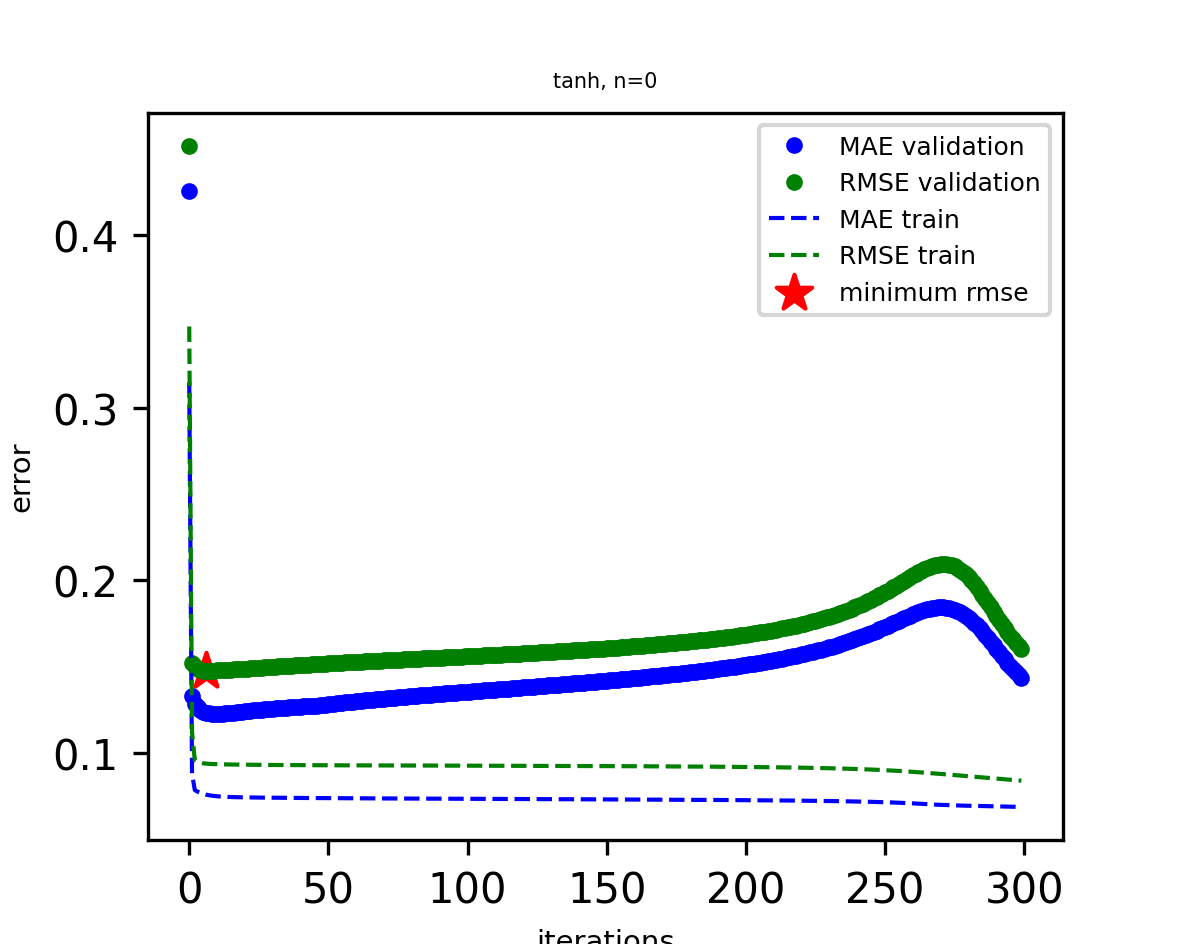 tanh, n=0
MAE validation
RMSE validation
MAE train
RMSE train
minimum rmse
error
0.4
0.3
0.2
0.1
0 50 100 150 200 250 300
iterations